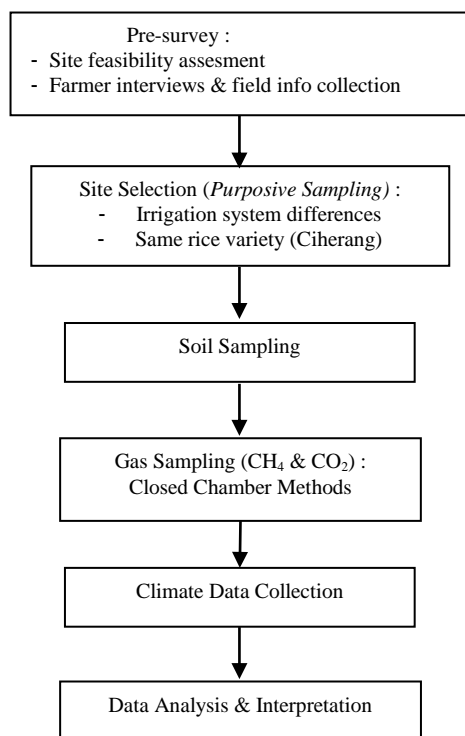 Pre-survey :
- Site feasibility assesment
- Farmer interviews & field info collection
Site Selection (Purposive Sampling) :
- Irrigation system differences
- Same rice variety (Ciherang)
Soil Sampling
Gas Sampling (CH₄ & CO₂) :
Closed Chamber Methods
Climate Data Collection
Data Analysis & Interpretation